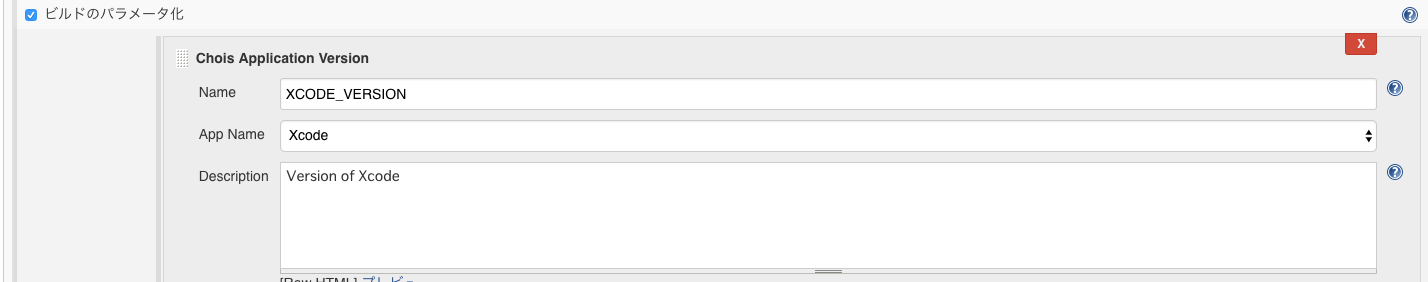 ビルドのパラメータ化
Chois Application Version
X
Name
XCODE_VERSION
App Name
Xcode
Description
Version of Xcode
[Raw HTML] プレビュー